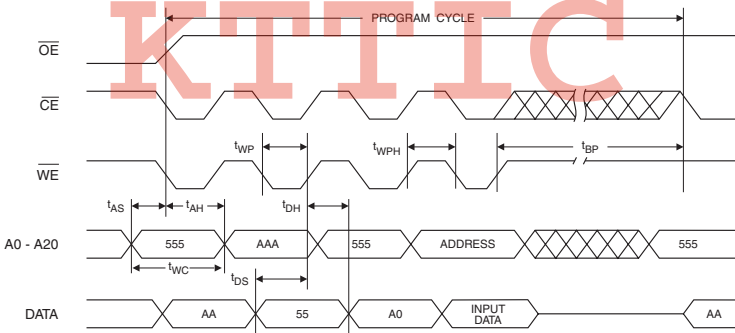 KTTIC
PROGRAM CYCLE
OE
CE
tWP
tWPH
tBP
WE
tAS
tAH
tDH
A0 - A20
555
AAA
555
ADDRESS
555
tWC
tDS
DATA
AA
55
A0
INPUT
DATA
AA